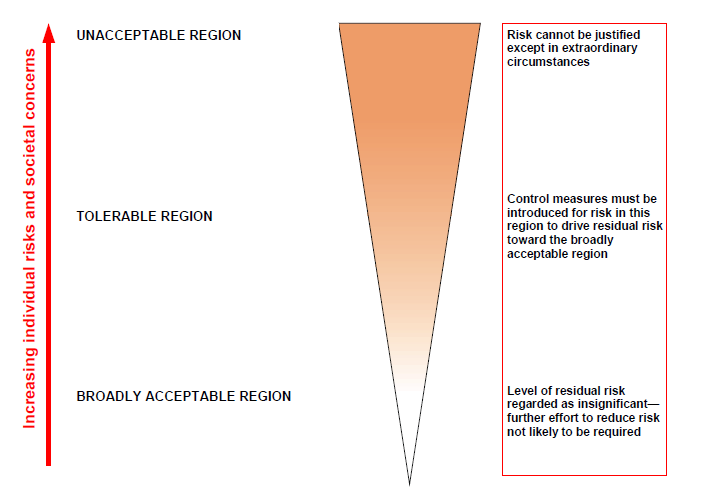 Increasing individual risks and societal concerns
UNACCEPTABLE REGION
Risk cannot be justified
except in extraordinary
circumstances
TOLERABLE REGION
Control measures must be
introduced for risk in this
region to drive residual risk
toward the broadly
acceptable region
BROADLY ACCEPTABLE REGION
Level of residual risk
regarded as insignificant—
further effort to reduce risk
not likely to be required